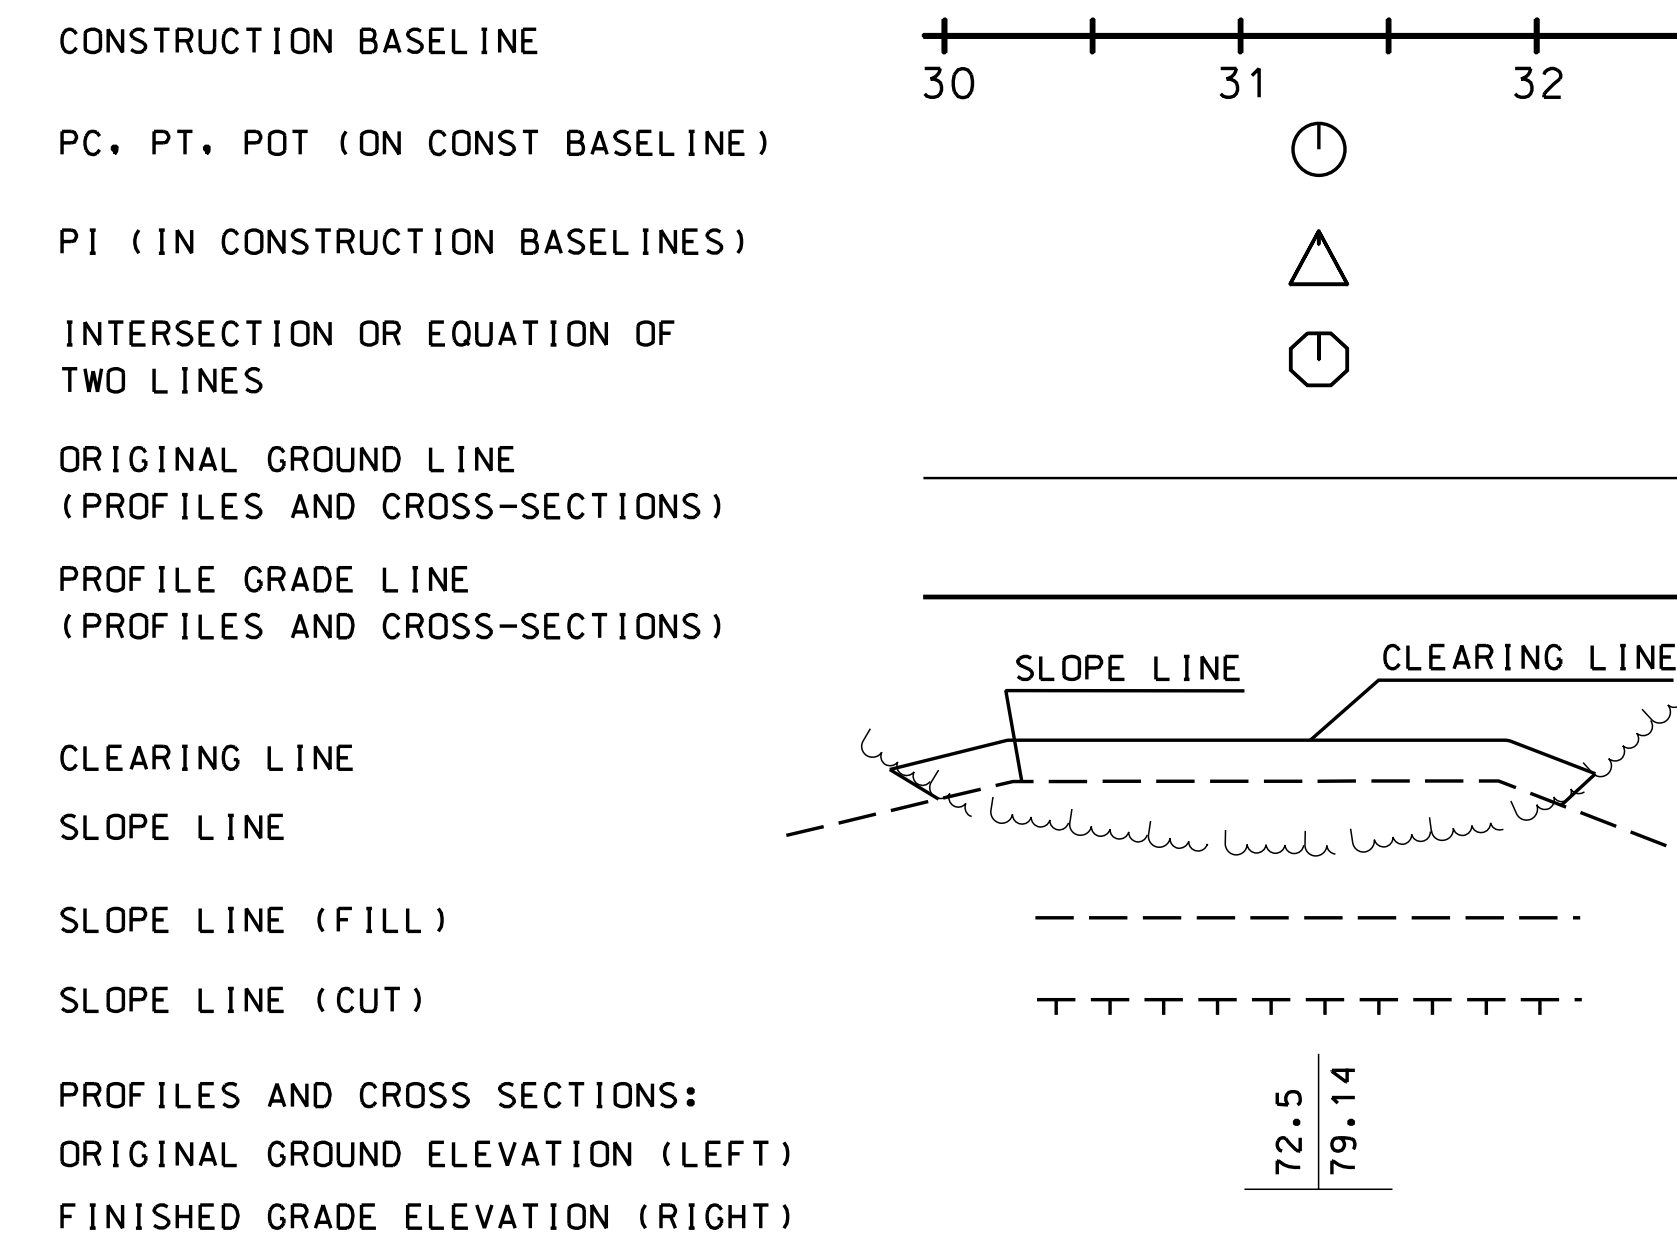 CONSTRUCTION BASELINE
30 31 32
PC, PT, POT (ON CONST BASELINE)
PI (IN CONSTRUCTION BASELINES)
INTERSECTION OR EQUATION OF
TWO LINES
ORIGINAL GROUND LINE
(PROFILES AND CROSS-SECTIONS)
PROFILE GRADE LINE
(PROFILES AND CROSS-SECTIONS)
SLOPE LINE
CLEARING LINE
CLEARING LINE
SLOPE LINE
SLOPE LINE (FILL)
SLOPE LINE (CUT)
PROFILES AND CROSS SECTIONS:
ORIGINAL GROUND ELEVATION (LEFT)
FINISHED GRADE ELEVATION (RIGHT)
72.5
79.14